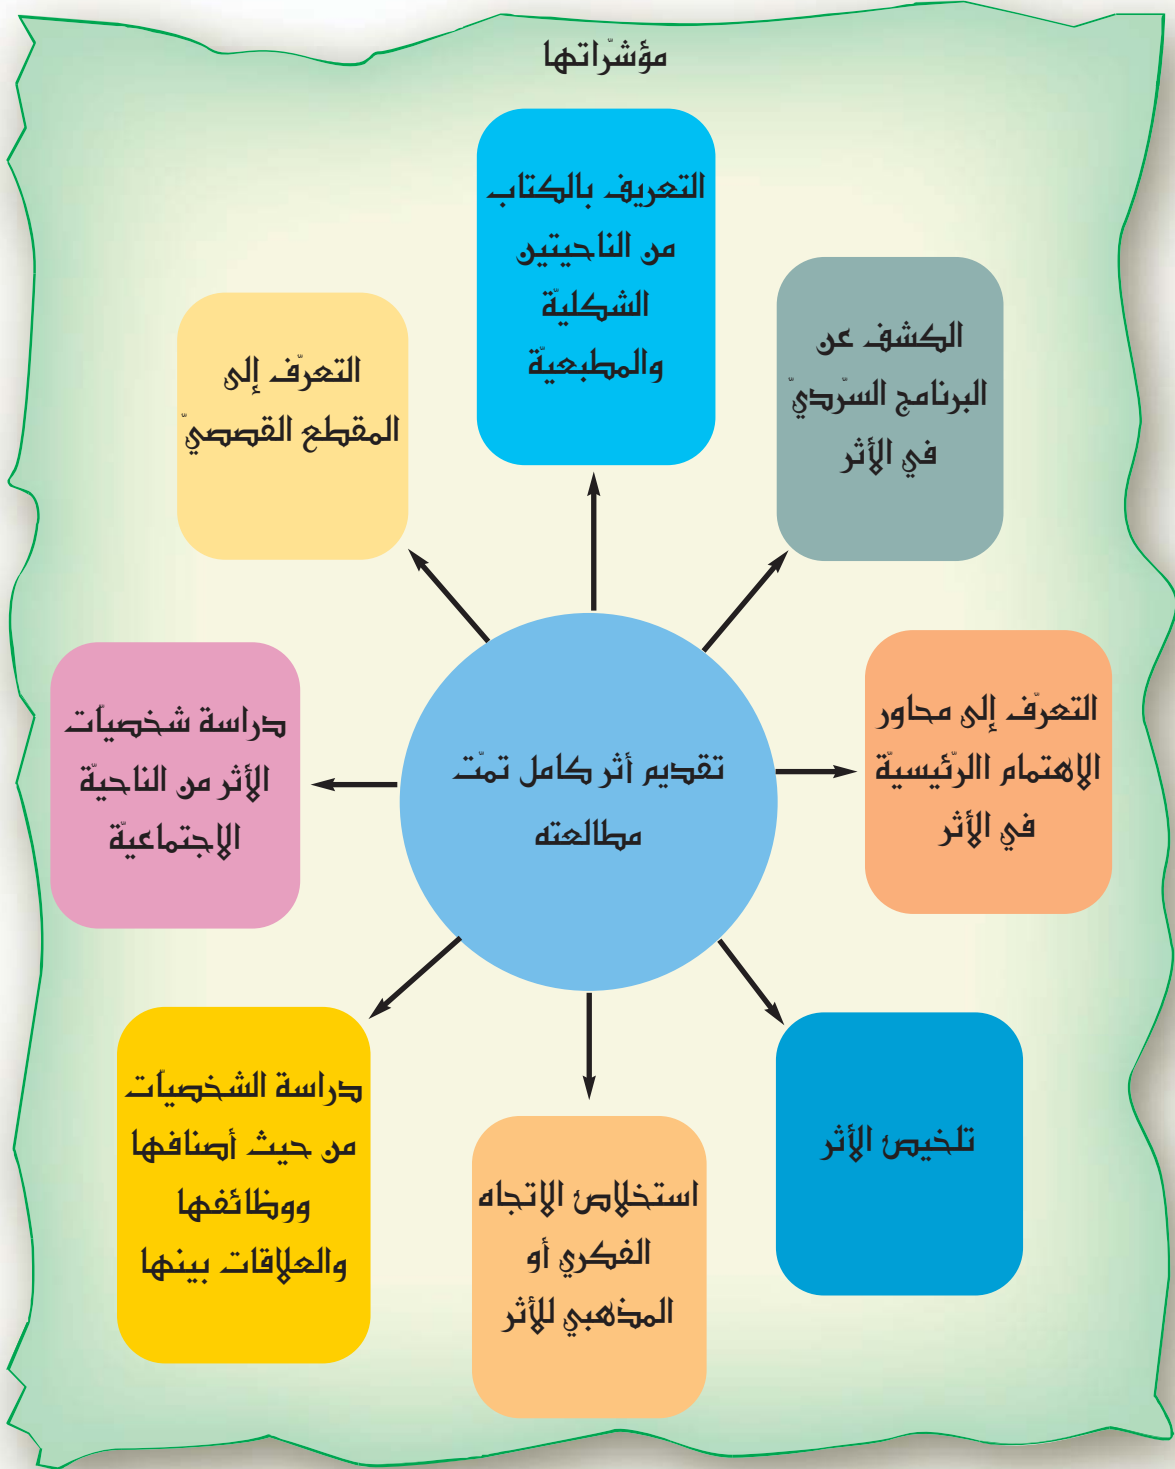 مؤشّراتها
التعريف بالكتاب
من الناحيتين
الشكليّة
والمطبعيّة
الكشف عن
البرنامج السّرديّ
في الأثر
التعرّف إلى محاور
الاهتمام االرّئيسيّة
في الأثر
تلخيص الأثر
استخلاص الاتجاه
الفكري أو
المذهبي للأثر
دراسة الشخصيّات
من حيث أصنافها
ووظائفها
والعلاقات بينها
دراسة شخصيّات
الأثر من الناحيّة
الاجتماعيّة
التعرّف إلى
المقطع القصصيّ
تقديم أثر كامل تمّت
مطالعته